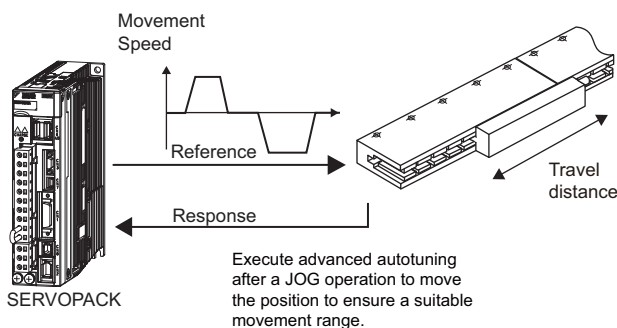 Movement
Speed
Reference
Response
Travel
distance
SERVOPACK
Execute advanced autotuning
after a JOG operation to move
the position to ensure a suitable
movement range.